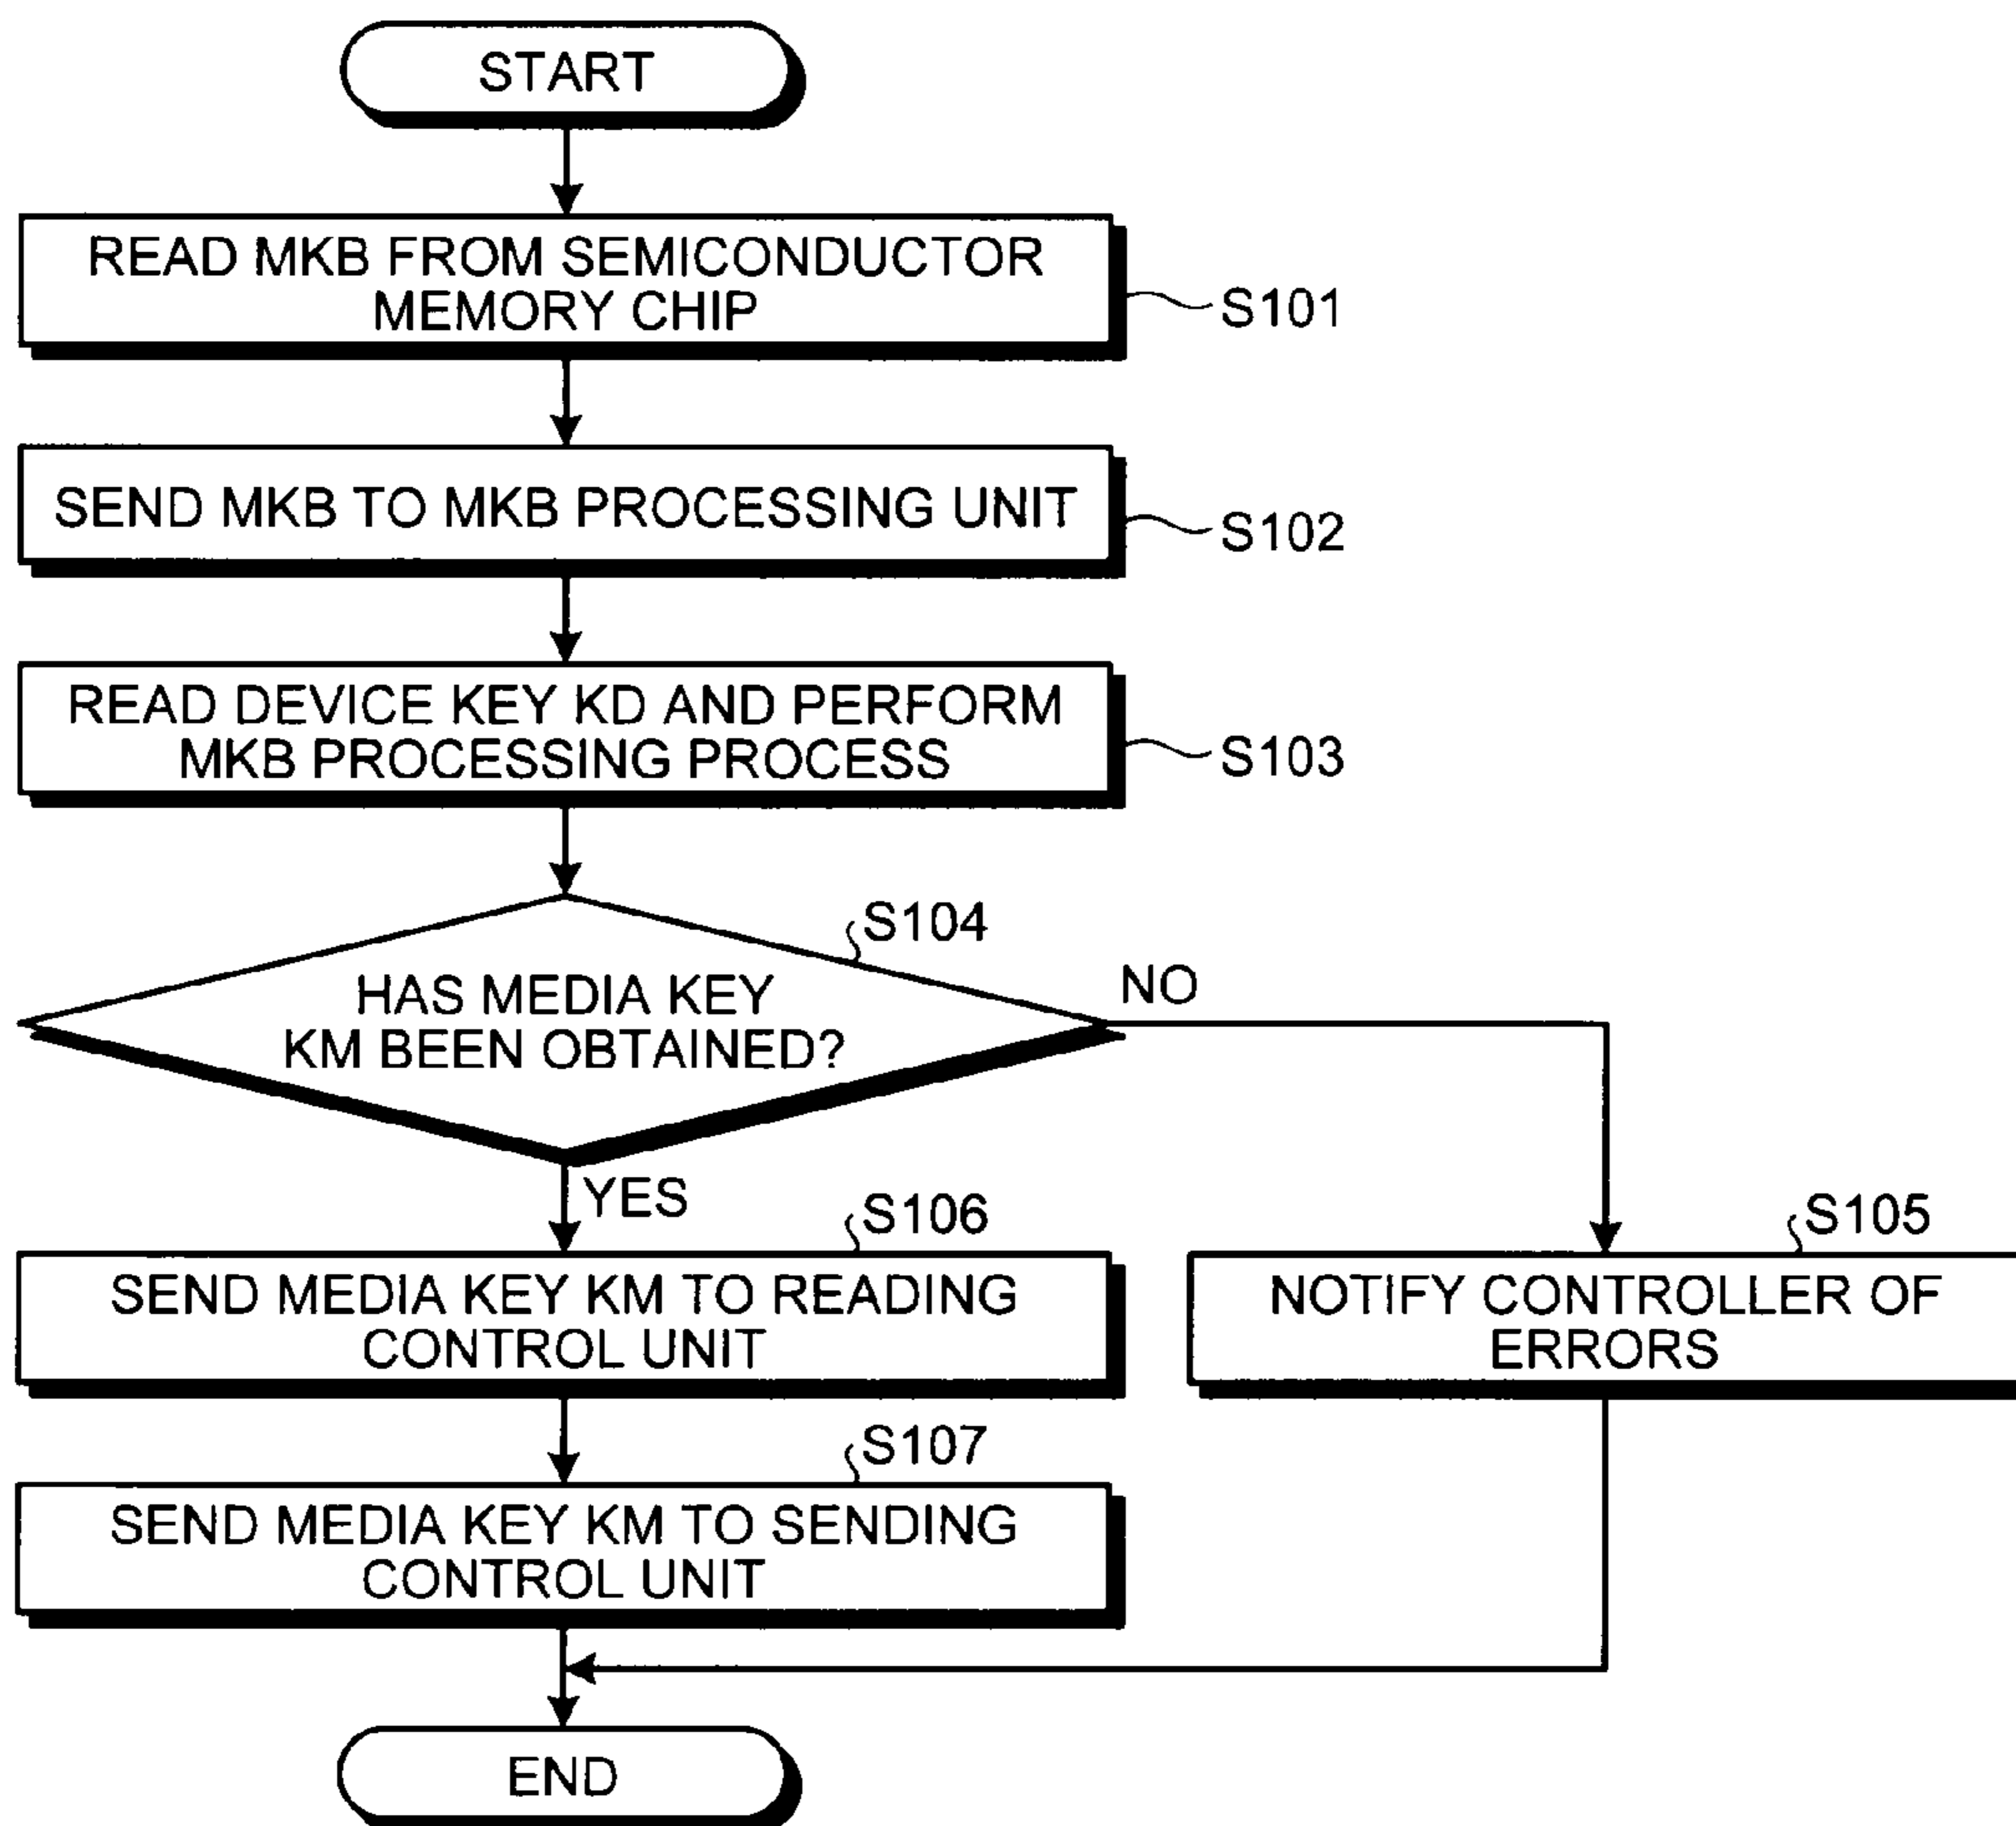 START
READ MKB FROM SEMICONDUCTOR
MEMORY CHIP
S101
SEND MKB TO MKB PROCESSING UNIT
S102
READ DEVICE KEY KD AND PERFORM
MKB PROCESSING PROCESS
S103
S104
HAS MEDIA KEY
KM BEEN OBTAINED?
NO
YES
S106
SEND MEDIA KEY KM TO READING
CONTROL UNIT
S105
NOTIFY CONTROLLER OF
ERRORS
S107
SEND MEDIA KEY KM TO SENDING
CONTROL UNIT
END